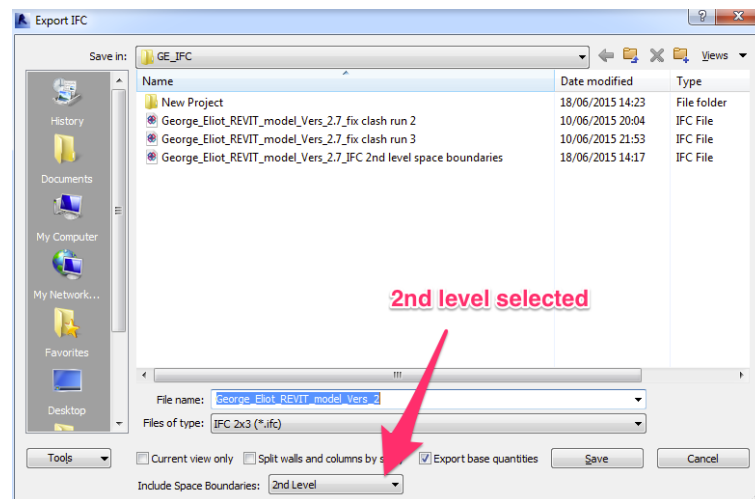 Export IFC
Save in: GE_IFC Views
Name Date modified Type
New Project 18/06/2015 14:23 File folder
George_Eliot_REVIT_model_Vers_2.7_fix clash run 2 10/06/2015 20:04 IFC File
George_Eliot_REVIT_model_Vers_2.7_fix clash run 3 10/06/2015 21:53 IFC File
George_Eliot_REVIT_model_Vers_2.7_IFC 2nd level space boundaries 18/06/2015 14:17 IFC File
History
Documents
My Computer
My Network...
Favorites
Desktop
2nd level selected
File name: George_Eliot_REVIT_model_Vers_2
Files of type: IFC 2x3 (*.ifc)
Tools Current view only Split walls and columns by Export base quantities Save Cancel
Include Space Boundaries: 2nd Level